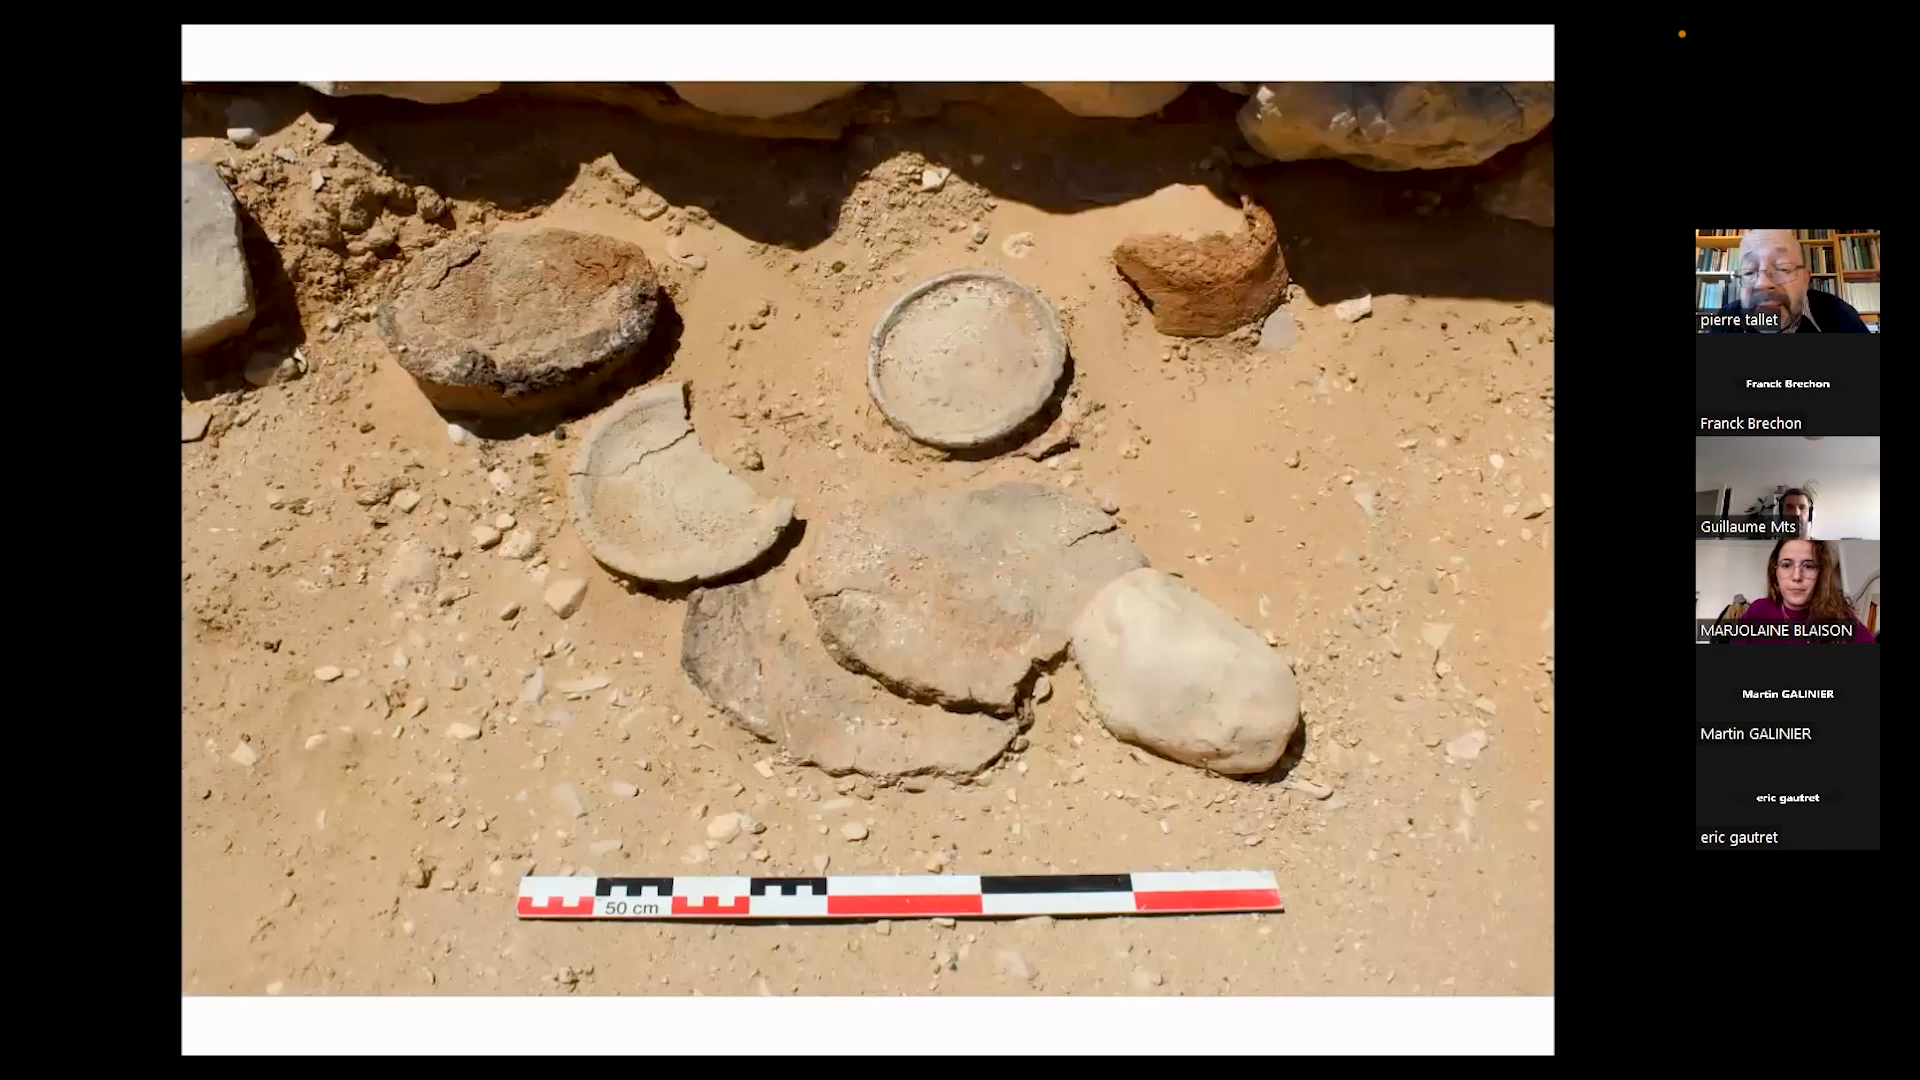 50 cm
pierre tallet
Franck Brechon
Franck Brechon
Guillaume Mts
MARJOLAINE BLAISON
Martin GALINIER
Martin GALINIER
eric gautret
eric gautret